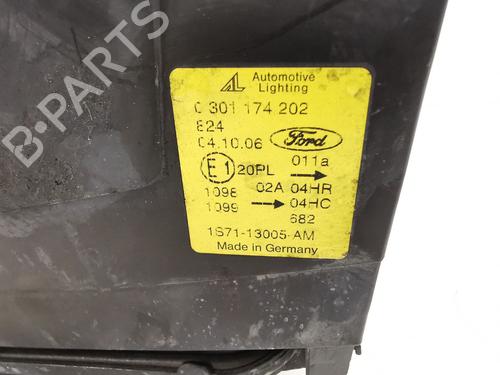 AL Automotive Lighting
0 301 174 202
824
04.10.06 Ford
E1 20PL 011a →
1098 02A 04HR
1099 → 04HC
682
1S71-13005-AM
Made in Germany
B-PARTS